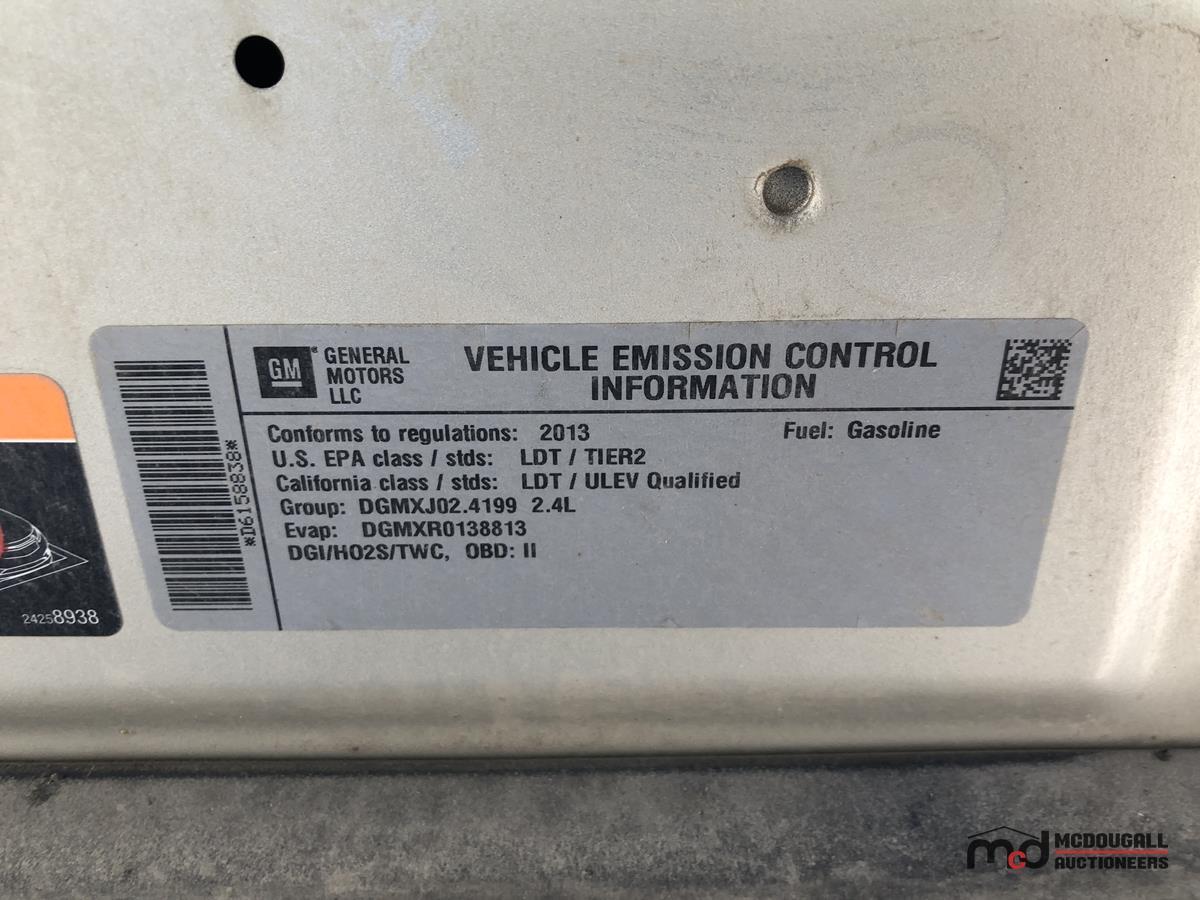 GM
GENERAL
MOTORS
LLC
VEHICLE EMISSION CONTROL
INFORMATION
Conforms to regulations: 2013
Fuel: Gasoline
U.S. EPA class / stds: LDT / TIER2
California class / stds: LDT / ULEV Qualified
Group: DGMXJ02.4199 2.4L
Evap: DGMXR0138813
DGI/HO2S/TWC, OBD: II
*D6158838*
24258938
mcd
MCDOUGALL
AUCTIONEERS